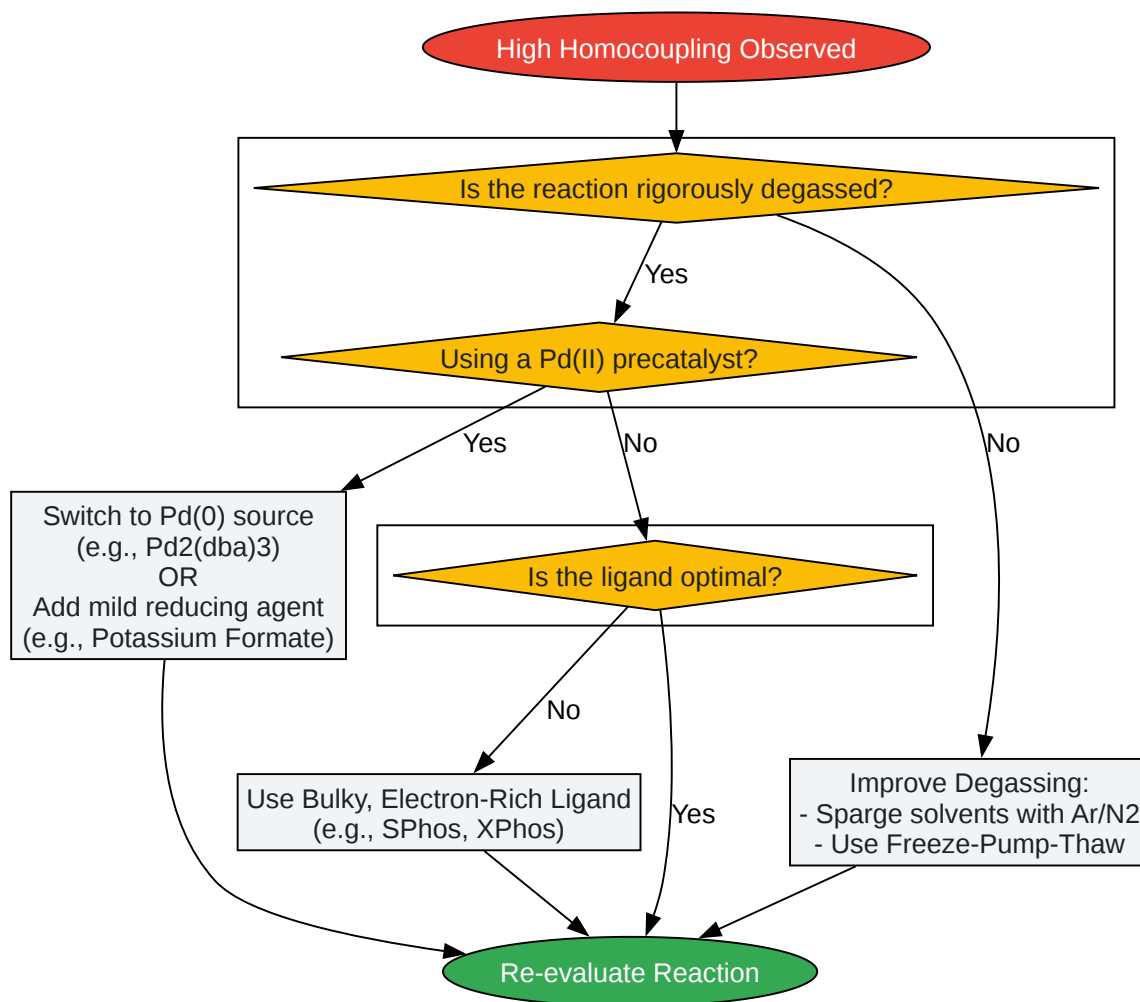 High Homocoupling Observed
Is the reaction rigorously degassed?
Yes
Using a Pd(II) precatalyst?
Yes
No
No
Switch to Pd(0) source
(e.g., Pd2(dba)3)
OR
Add mild reducing agent
(e.g., Potassium Formate)
Is the ligand optimal?
No
Yes
Use Bulky, Electron-Rich Ligand
(e.g., SPhos, XPhos)
Improve Degassing:
- Sparge solvents with Ar/N2
- Use Freeze-Pump-Thaw
Re-evaluate Reaction